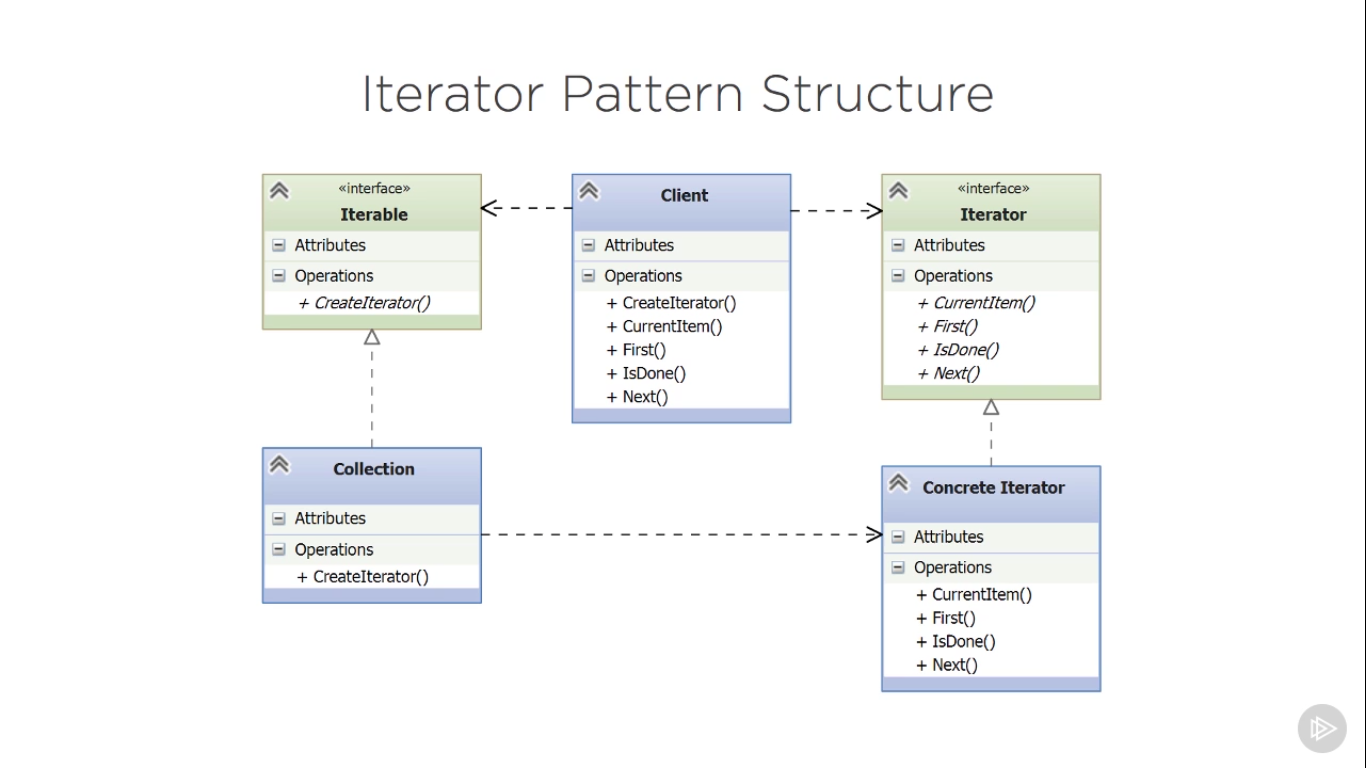 Iterator Pattern Structure
«interface»
Iterable
Attributes
Operations
+ CreateIterator()
Client
Attributes
Operations
+ CreateIterator()
+ CurrentItem()
+ First()
+ IsDone()
+ Next()
«interface»
Iterator
Attributes
Operations
+ CurrentItem()
+ First()
+ IsDone()
+ Next()
Collection
Attributes
Operations
+ CreateIterator()
Concrete Iterator
Attributes
Operations
+ CurrentItem()
+ First()
+ IsDone()
+ Next()